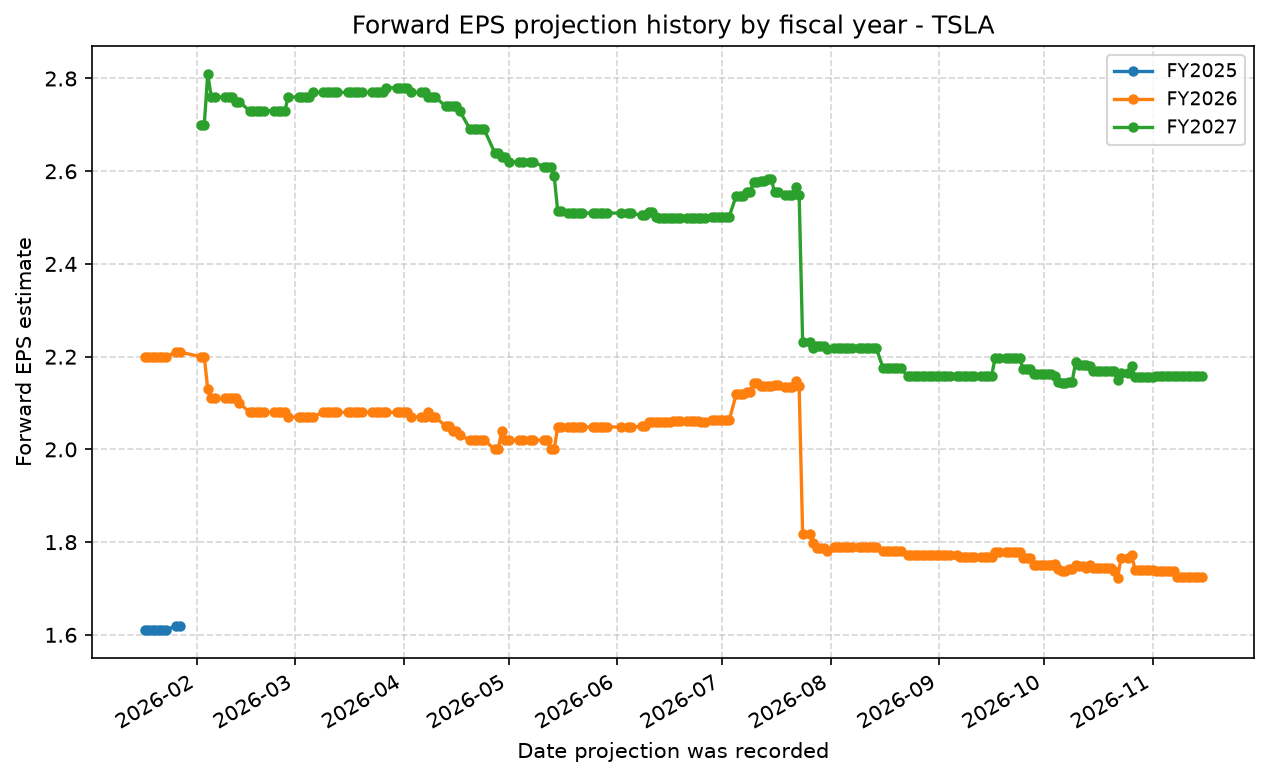 Forward EPS projection history by fiscal year - TSLA
FY2025
FY2026
FY2027
Forward EPS estimate
2.8
2.6
2.4
2.2
2.0
1.8
1.6
2026-02
2026-03
2026-04
2026-05
2026-06
2026-07
2026-08
2026-09
2026-10
2026-11
Date projection was recorded